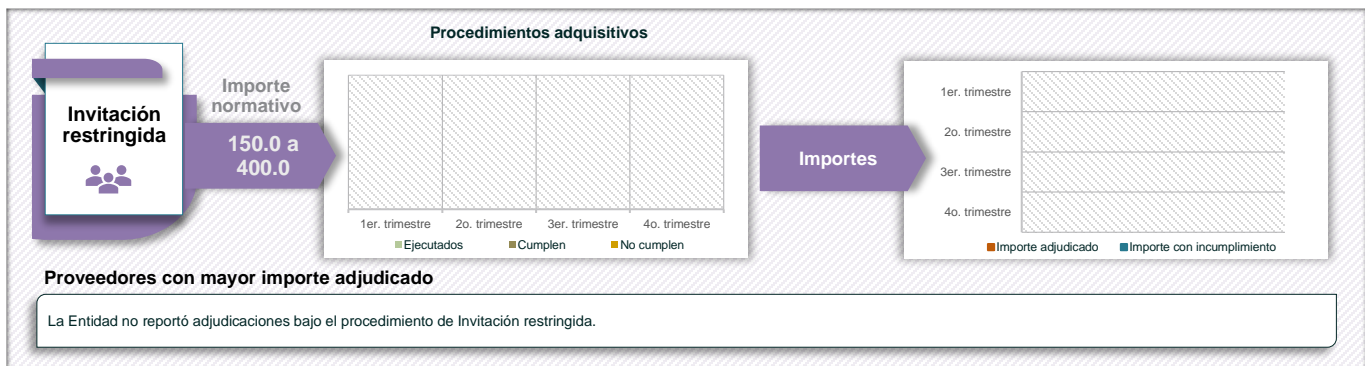 Procedimientos adquisitivos
Invitación
restringida
Importe
normativo
150.0 a
400.0
1er. trimestre
2o. trimestre
3er. trimestre
4o. trimestre
Ejecutados
Cumplen
No cumplen
Importes
1er. trimestre
2o. trimestre
3er. trimestre
4o. trimestre
Importe adjudicado
Importe con incumplimiento
Proveedores con mayor importe adjudicado
La Entidad no reportó adjudicaciones bajo el procedimiento de Invitación restringida.